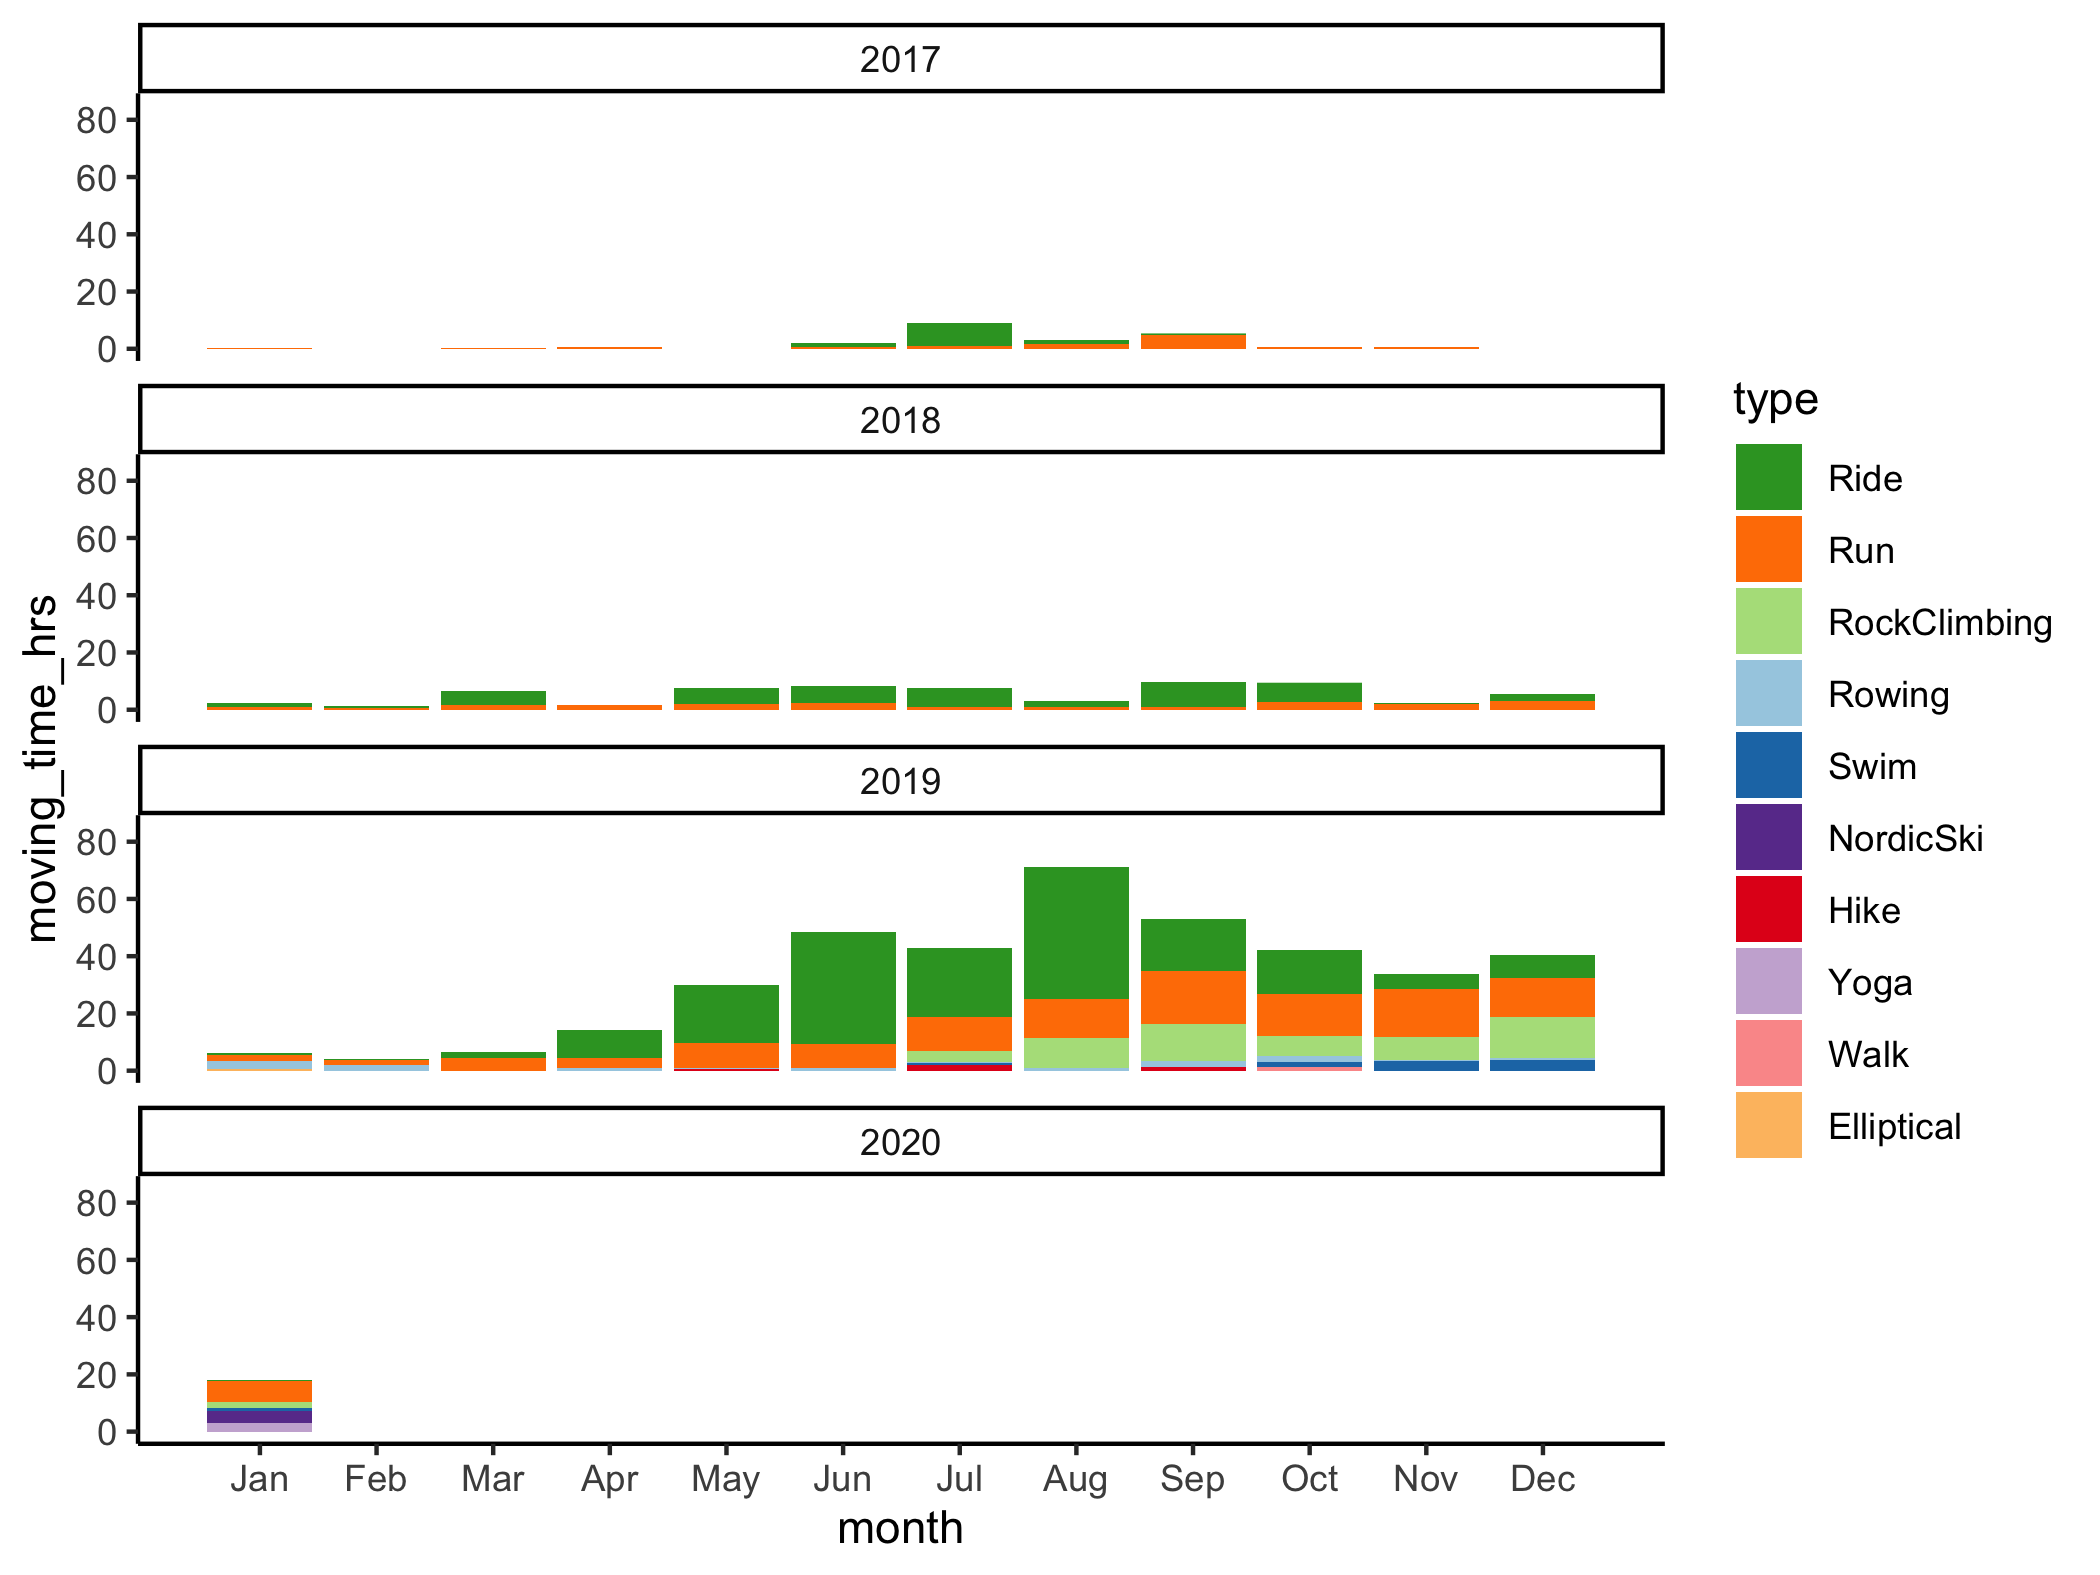 2017
80
60
40
20
0
2018
80
60
40
20
0
2019
80
60
40
20
0
2020
80
60
40
20
0
Jan Feb Mar Apr May Jun Jul Aug Sep Oct Nov Dec
month
moving_time_hrs
type
Ride
Run
RockClimbing
Rowing
Swim
NordicSki
Hike
Yoga
Walk
Elliptical